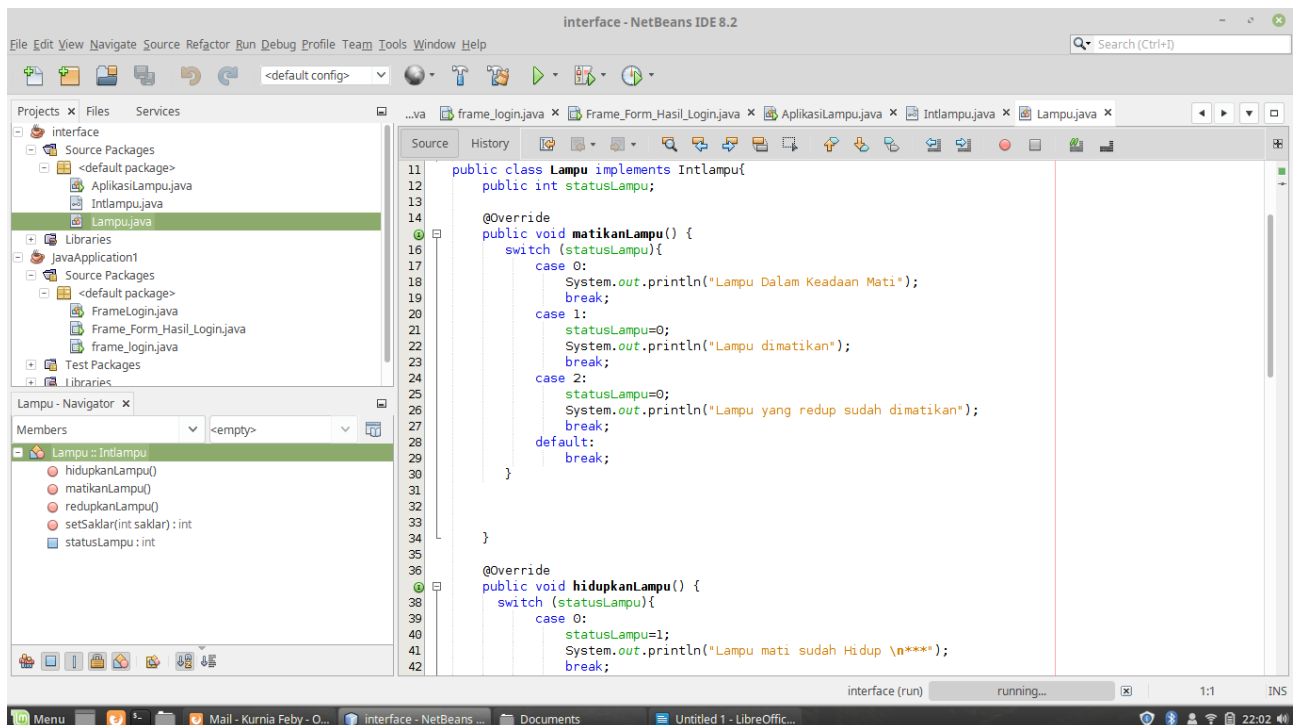 interface - NetBeans IDE 8.2
File Edit View Navigate Source Refactor Run Debug Profile Team Tools Window Help
Search (Ctrl+I)
<default config>
Projects Files Services
interface
Source Packages
<default package>
AplikasiLampu.java
Intlampu.java
Lampu.java
Libraries
JavaApplication1
Source Packages
<default package>
FrameLogin.java
Frame_Form_Hasil_Login.java
frame_login.java
Test Packages
Libraries
Lampu - Navigator
Members <empty>
Lampu :: Intlampu
hidupkanLampu()
matikanLampu()
redupkanLampu()
setSaklar(int saklar) : int
statusLampu : int
...va frame_login.java Frame_Form_Hasil_Login.java AplikasiLampu.java Intlampu.java Lampu.java
Source History
11 public class Lampu implements Intlampu{
12 public int statusLampu;
13
14 @Override
public void matikanLampu() {
16 switch (statusLampu){
17 case 0:
18 System.out.println("Lampu Dalam Keadaan Mati");
19 break;
20 case 1:
21 statusLampu=0;
22 System.out.println("Lampu dimatikan");
23 break;
24 case 2:
25 statusLampu=0;
26 System.out.println("Lampu yang redup sudah dimatikan");
27 break;
28 default:
29 break;
30 }
31
32
33
34 }
35
36 @Override
public void hidupkanLampu() {
38 switch (statusLampu){
39 case 0:
40 statusLampu=1;
41 System.out.println("Lampu mati sudah Hidup \n***");
42 break;
interface (run) running... 1:1 INS
Menu Mail - Kurnia Feby - O... interface - NetBeans ... Documents Untitled 1 - LibreOffic... 22:02